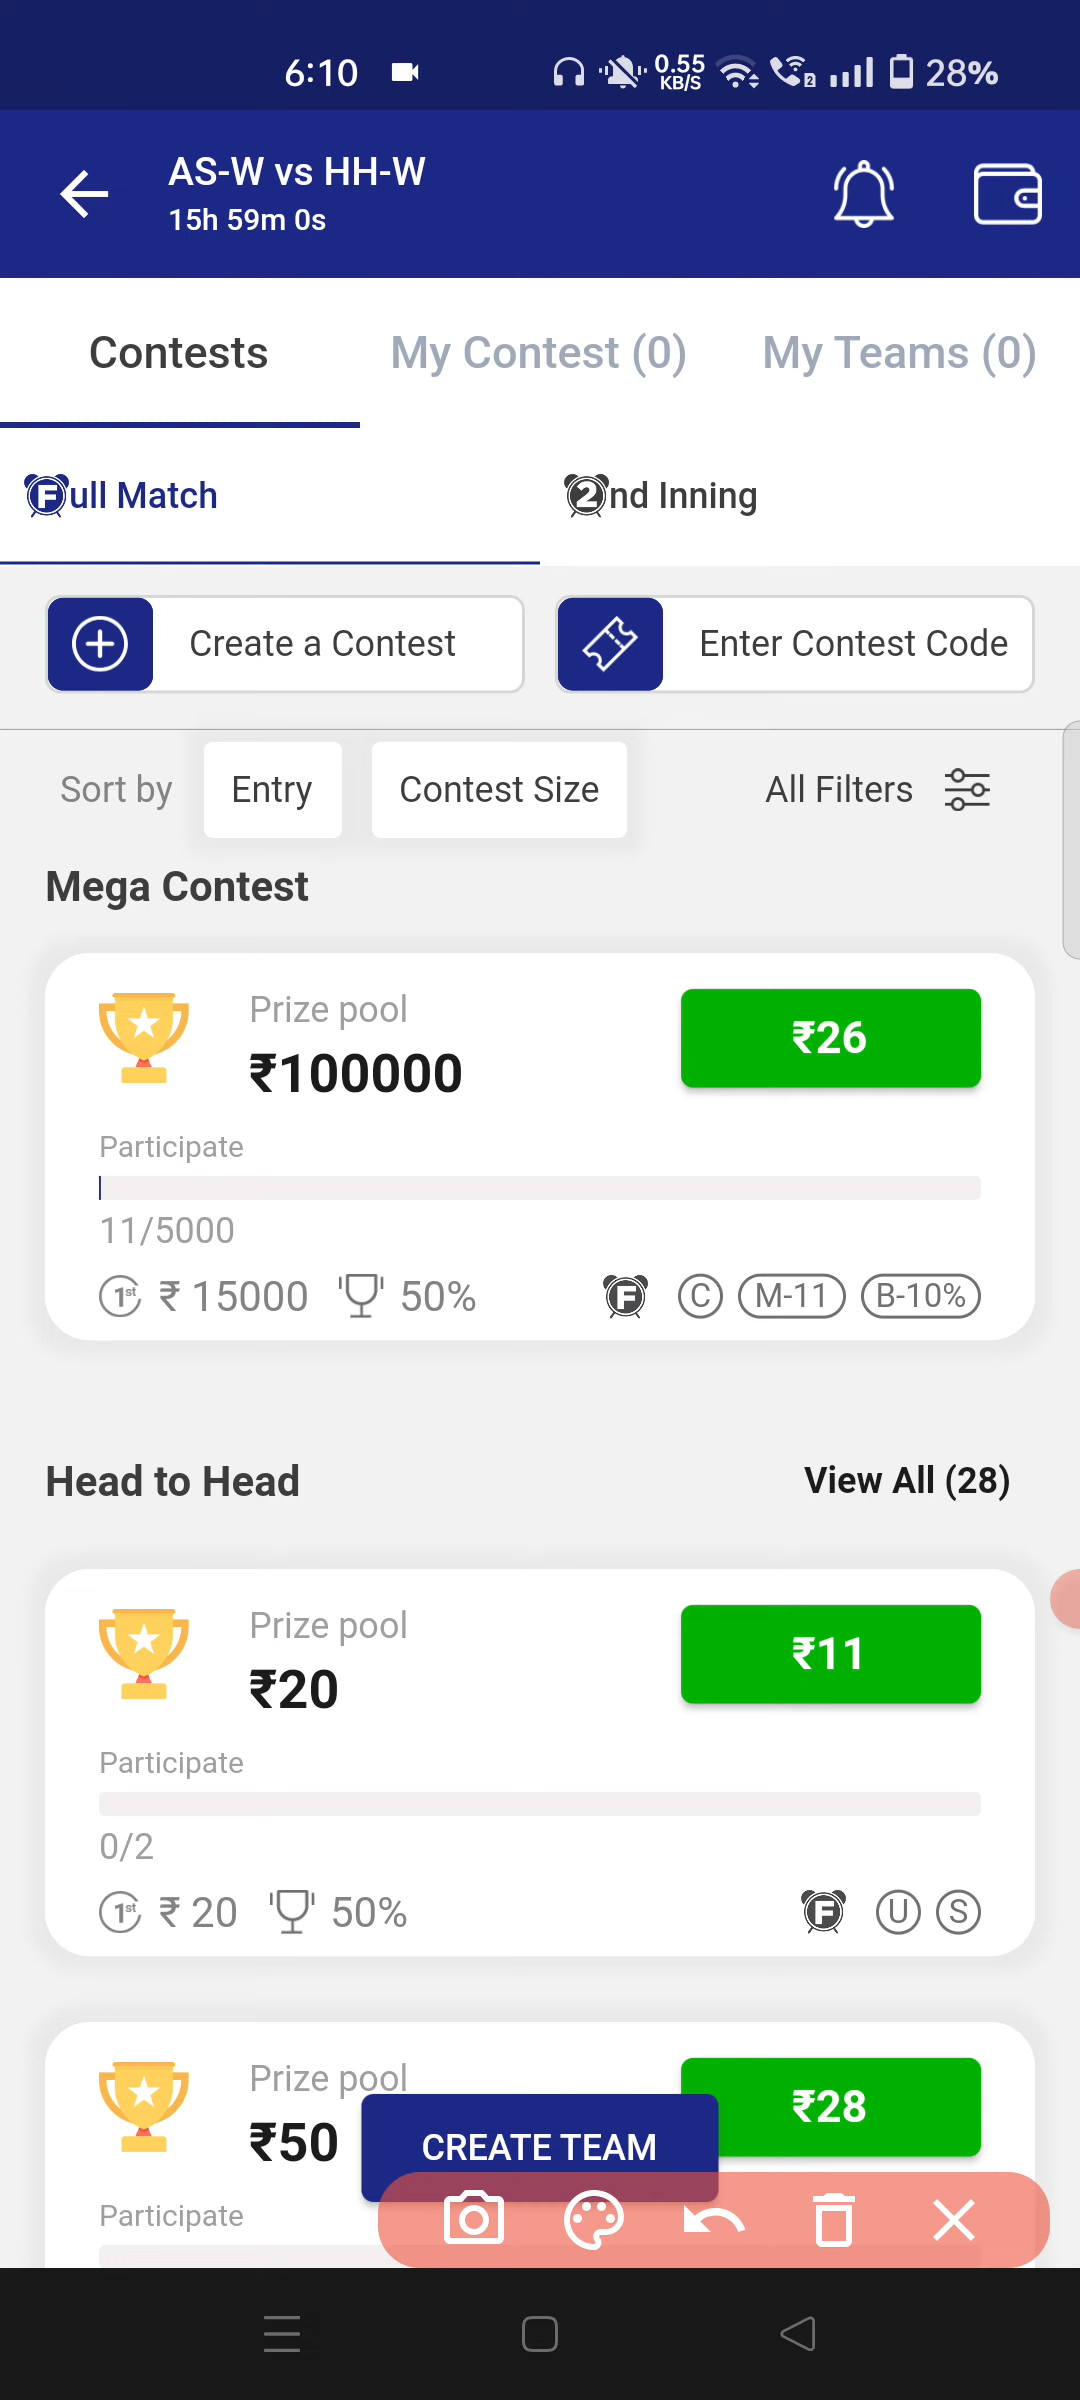 6:10
0.55
KB/S
2
28%
AS-W vs HH-W
15h 59m 0s
Contests
My Contest (0)
My Teams (0)
Full Match
2nd Inning
Create a Contest
Enter Contest Code
Sort by
Entry
Contest Size
All Filters
Mega Contest
Prize pool
₹100000
₹26
Participate
11/5000
1st ₹ 15000
50%
F
C
M-11
B-10%
Head to Head
View All (28)
Prize pool
₹20
₹11
Participate
0/2
1st ₹ 20
50%
F
U
S
Prize pool
₹50
₹28
CREATE TEAM
Participate